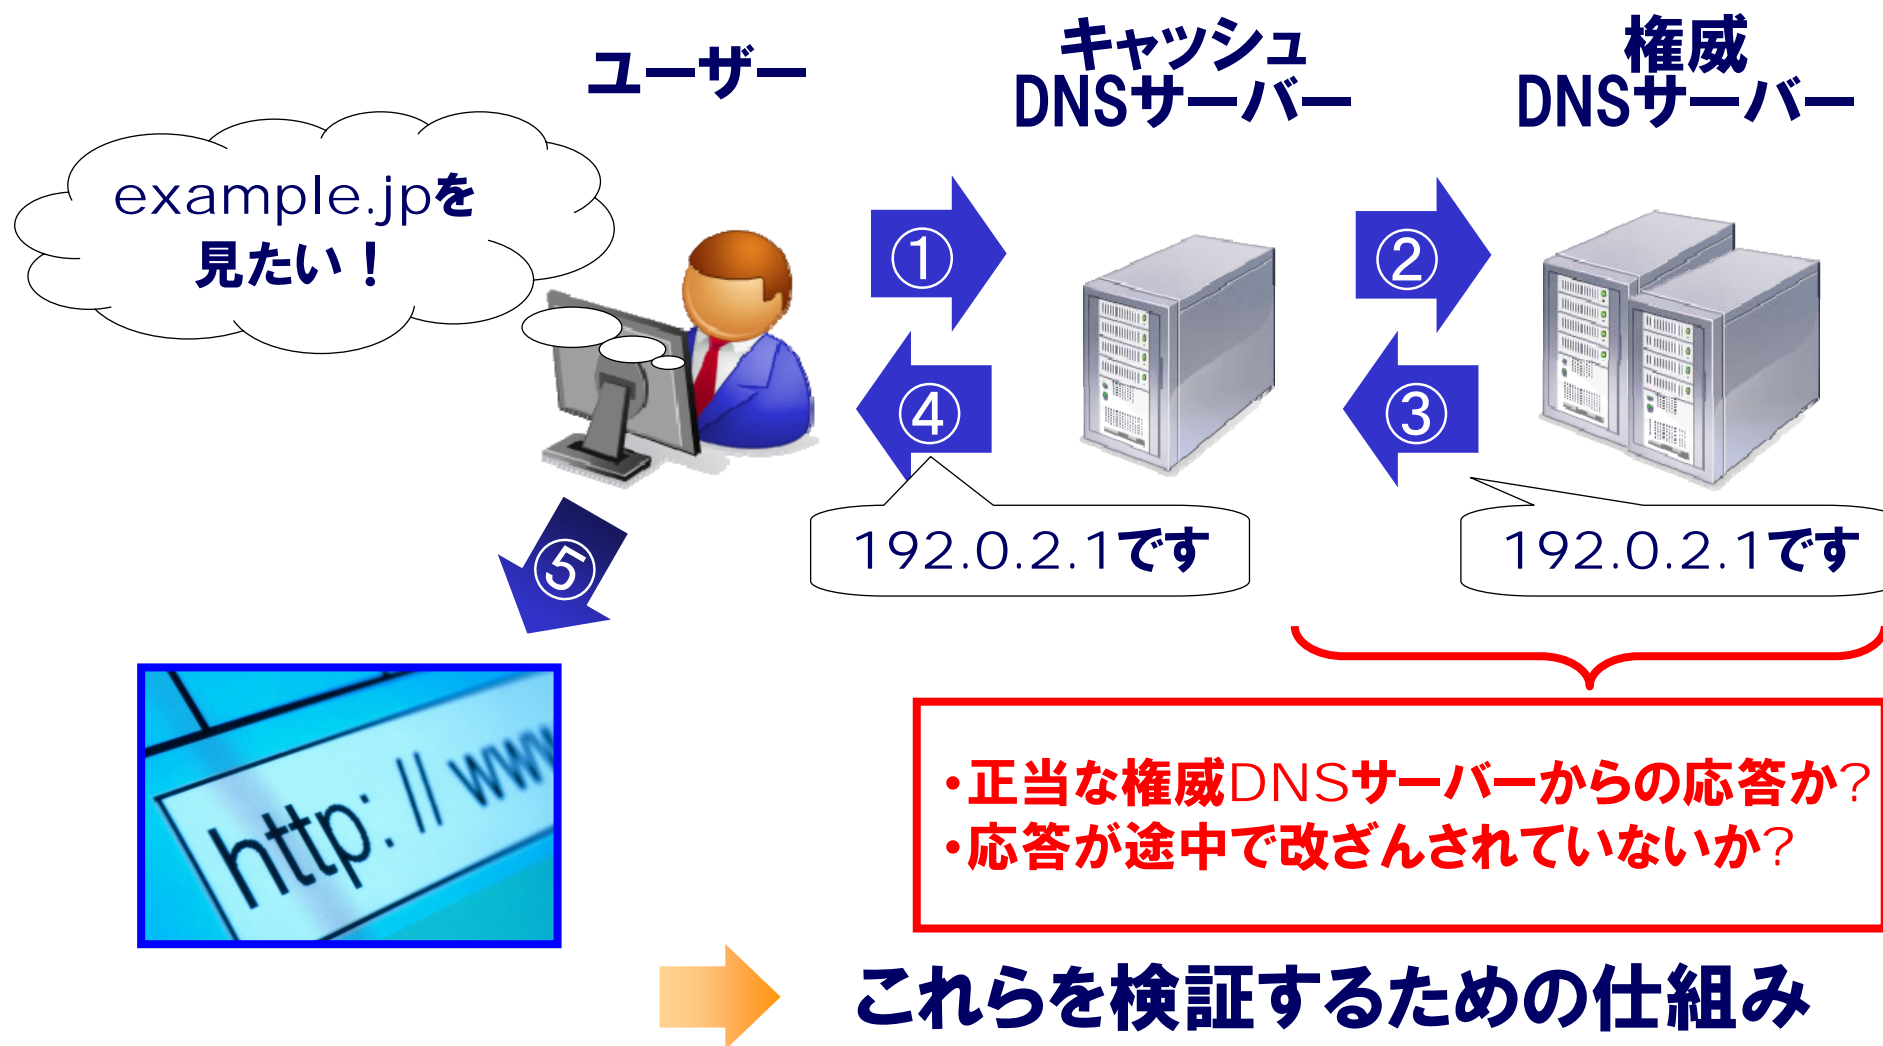 ユーザー
キャッシュ
DNSサーバー
権威
DNSサーバー
example.jpを
見たい！
①
②
④
③
192.0.2.1です
192.0.2.1です
⑤
http: // www
・正当な権威DNSサーバーからの応答か?
・応答が途中で改ざんされていないか?
これらを検証するための仕組み